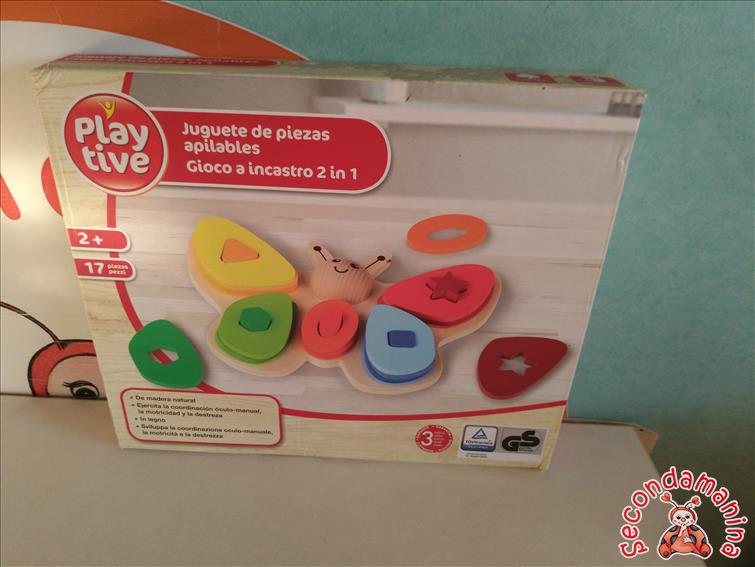 Play
tive
Juguete de piezas
apilables
Gioco a incastro 2 in 1
2+
17 piezas
pezzi
• De madera natural
• Ejercita la coordinación óculo-manual,
la motricidad y la destreza
• In legno
• Sviluppa la coordinazione oculo-manuale,
la motricità e la destrezza
3
GS
secondamanina